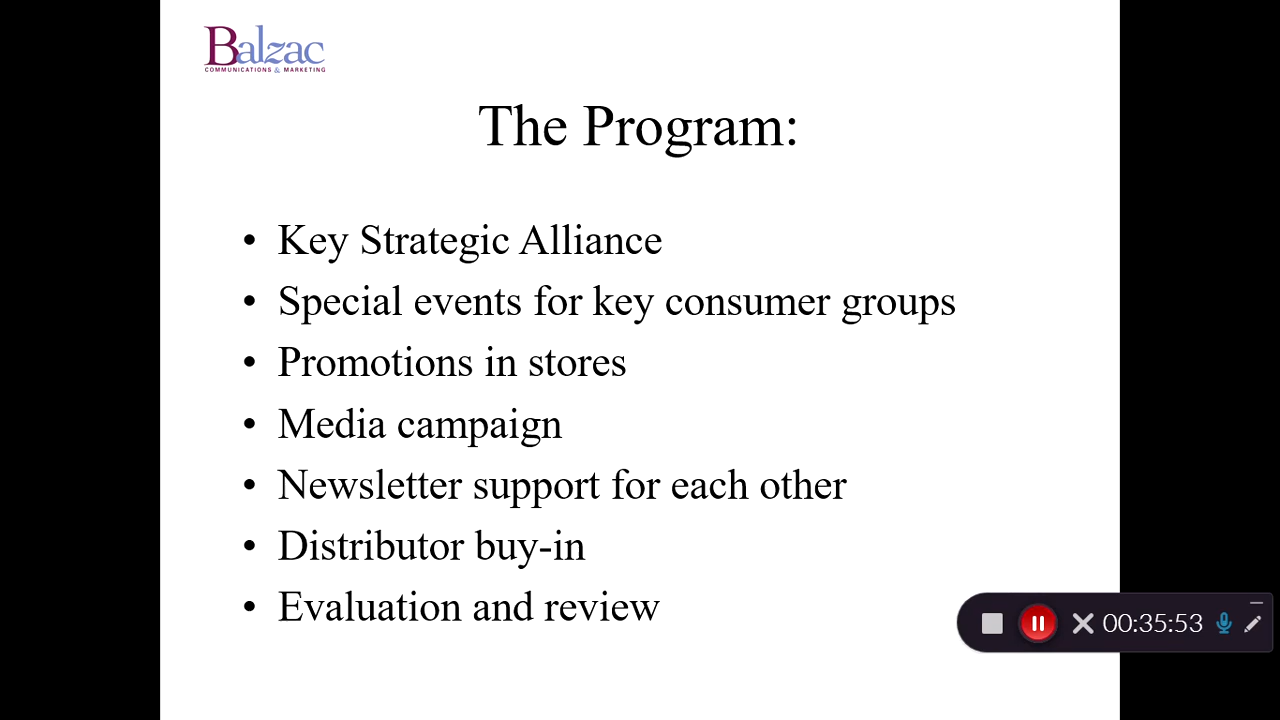 Balzac
COMMUNICATIONS & MARKETING
The Program:
• Key Strategic Alliance
• Special events for key consumer groups
• Promotions in stores
• Media campaign
• Newsletter support for each other
• Distributor buy-in
• Evaluation and review
00:35:53